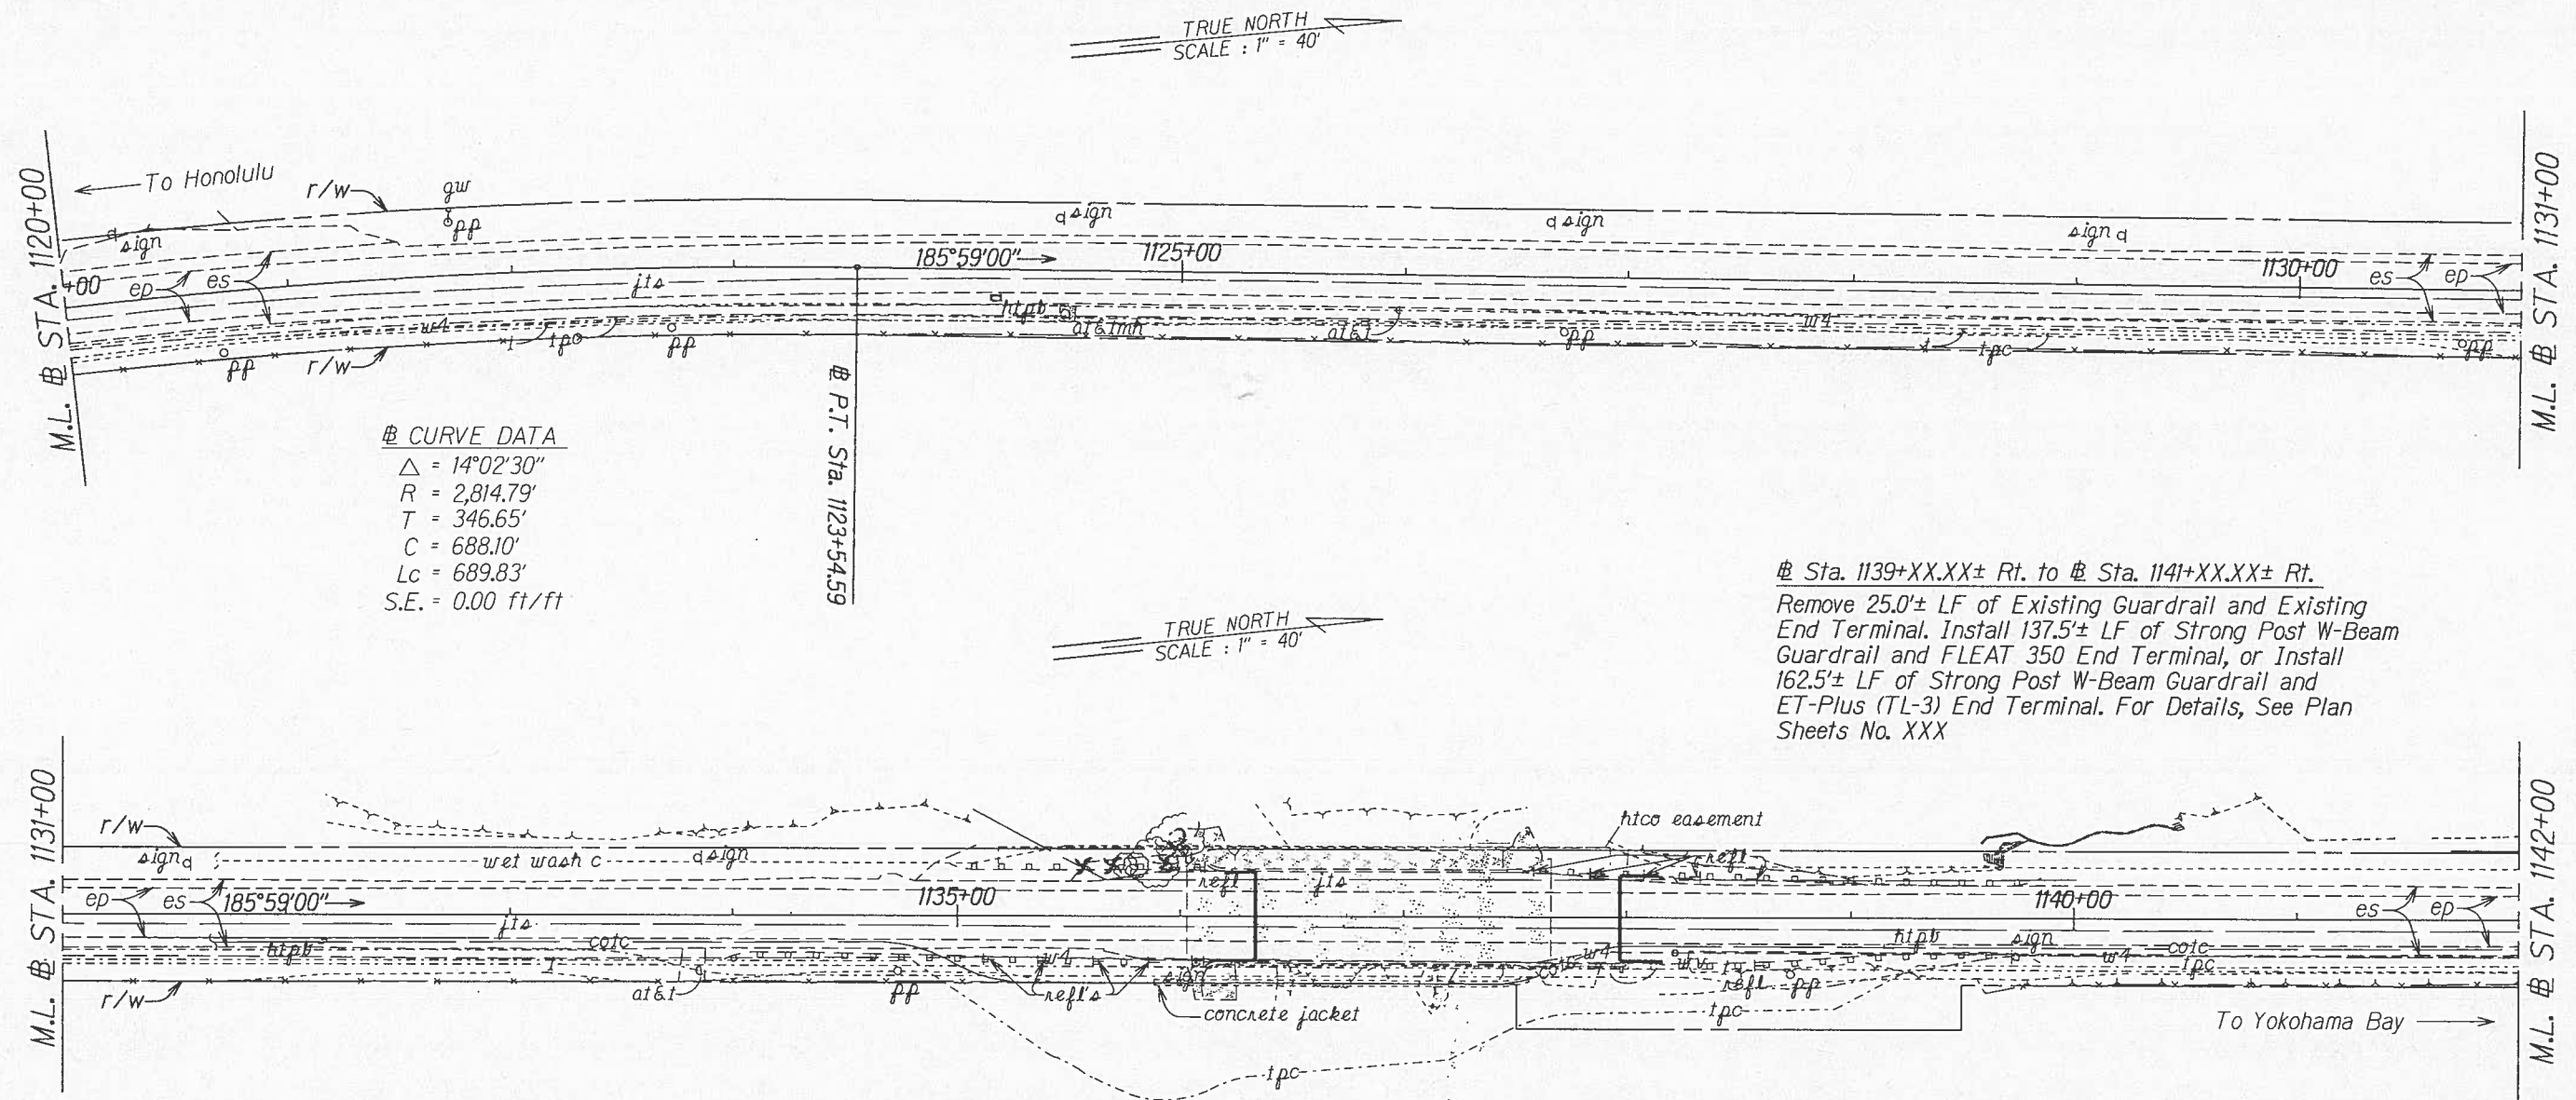 TRUE NORTH
SCALE : 1" = 40'
M.L. ℄ STA. 1120+00
To Honolulu
r/w
gw
pp
sign
sign
sign
sign
M.L. ℄ STA. 1131+00
+00
ep
es
185°59'00"
1125+00
1130+00
es
ep
jts
htpb
w4
t
tpc
pp
at&tmh
at&t
pp
w4
t
tpc
pp
pp
r/w
℄ P.T. Sta. 1123+54.59
℄ CURVE DATA
△ = 14°02'30"
R = 2,814.79'
T = 346.65'
C = 688.10'
Lc = 689.83'
S.E. = 0.00 ft/ft
TRUE NORTH
SCALE : 1" = 40'
℄ Sta. 1139+XX.XX± Rt. to ℄ Sta. 1141+XX.XX± Rt.
Remove 25.0'± LF of Existing Guardrail and Existing
End Terminal. Install 137.5'± LF of Strong Post W-Beam
Guardrail and FLEAT 350 End Terminal, or Install
162.5'± LF of Strong Post W-Beam Guardrail and
ET-Plus (TL-3) End Terminal. For Details, See Plan
Sheets No. XXX
M.L. ℄ STA. 1131+00
r/w
sign
wet wash c
sign
htco easement
refl
refl
jts
M.L. ℄ STA. 1142+00
ep
es
185°59'00"
1135+00
1140+00
es
ep
jts
cotc
htpb
w4
htpb
sign
cotc
w4
wv
w4
tpc
T
at&t
pp
refl's
sign
refl
pp
r/w
concrete jacket
tpc
To Yokohama Bay
tpc